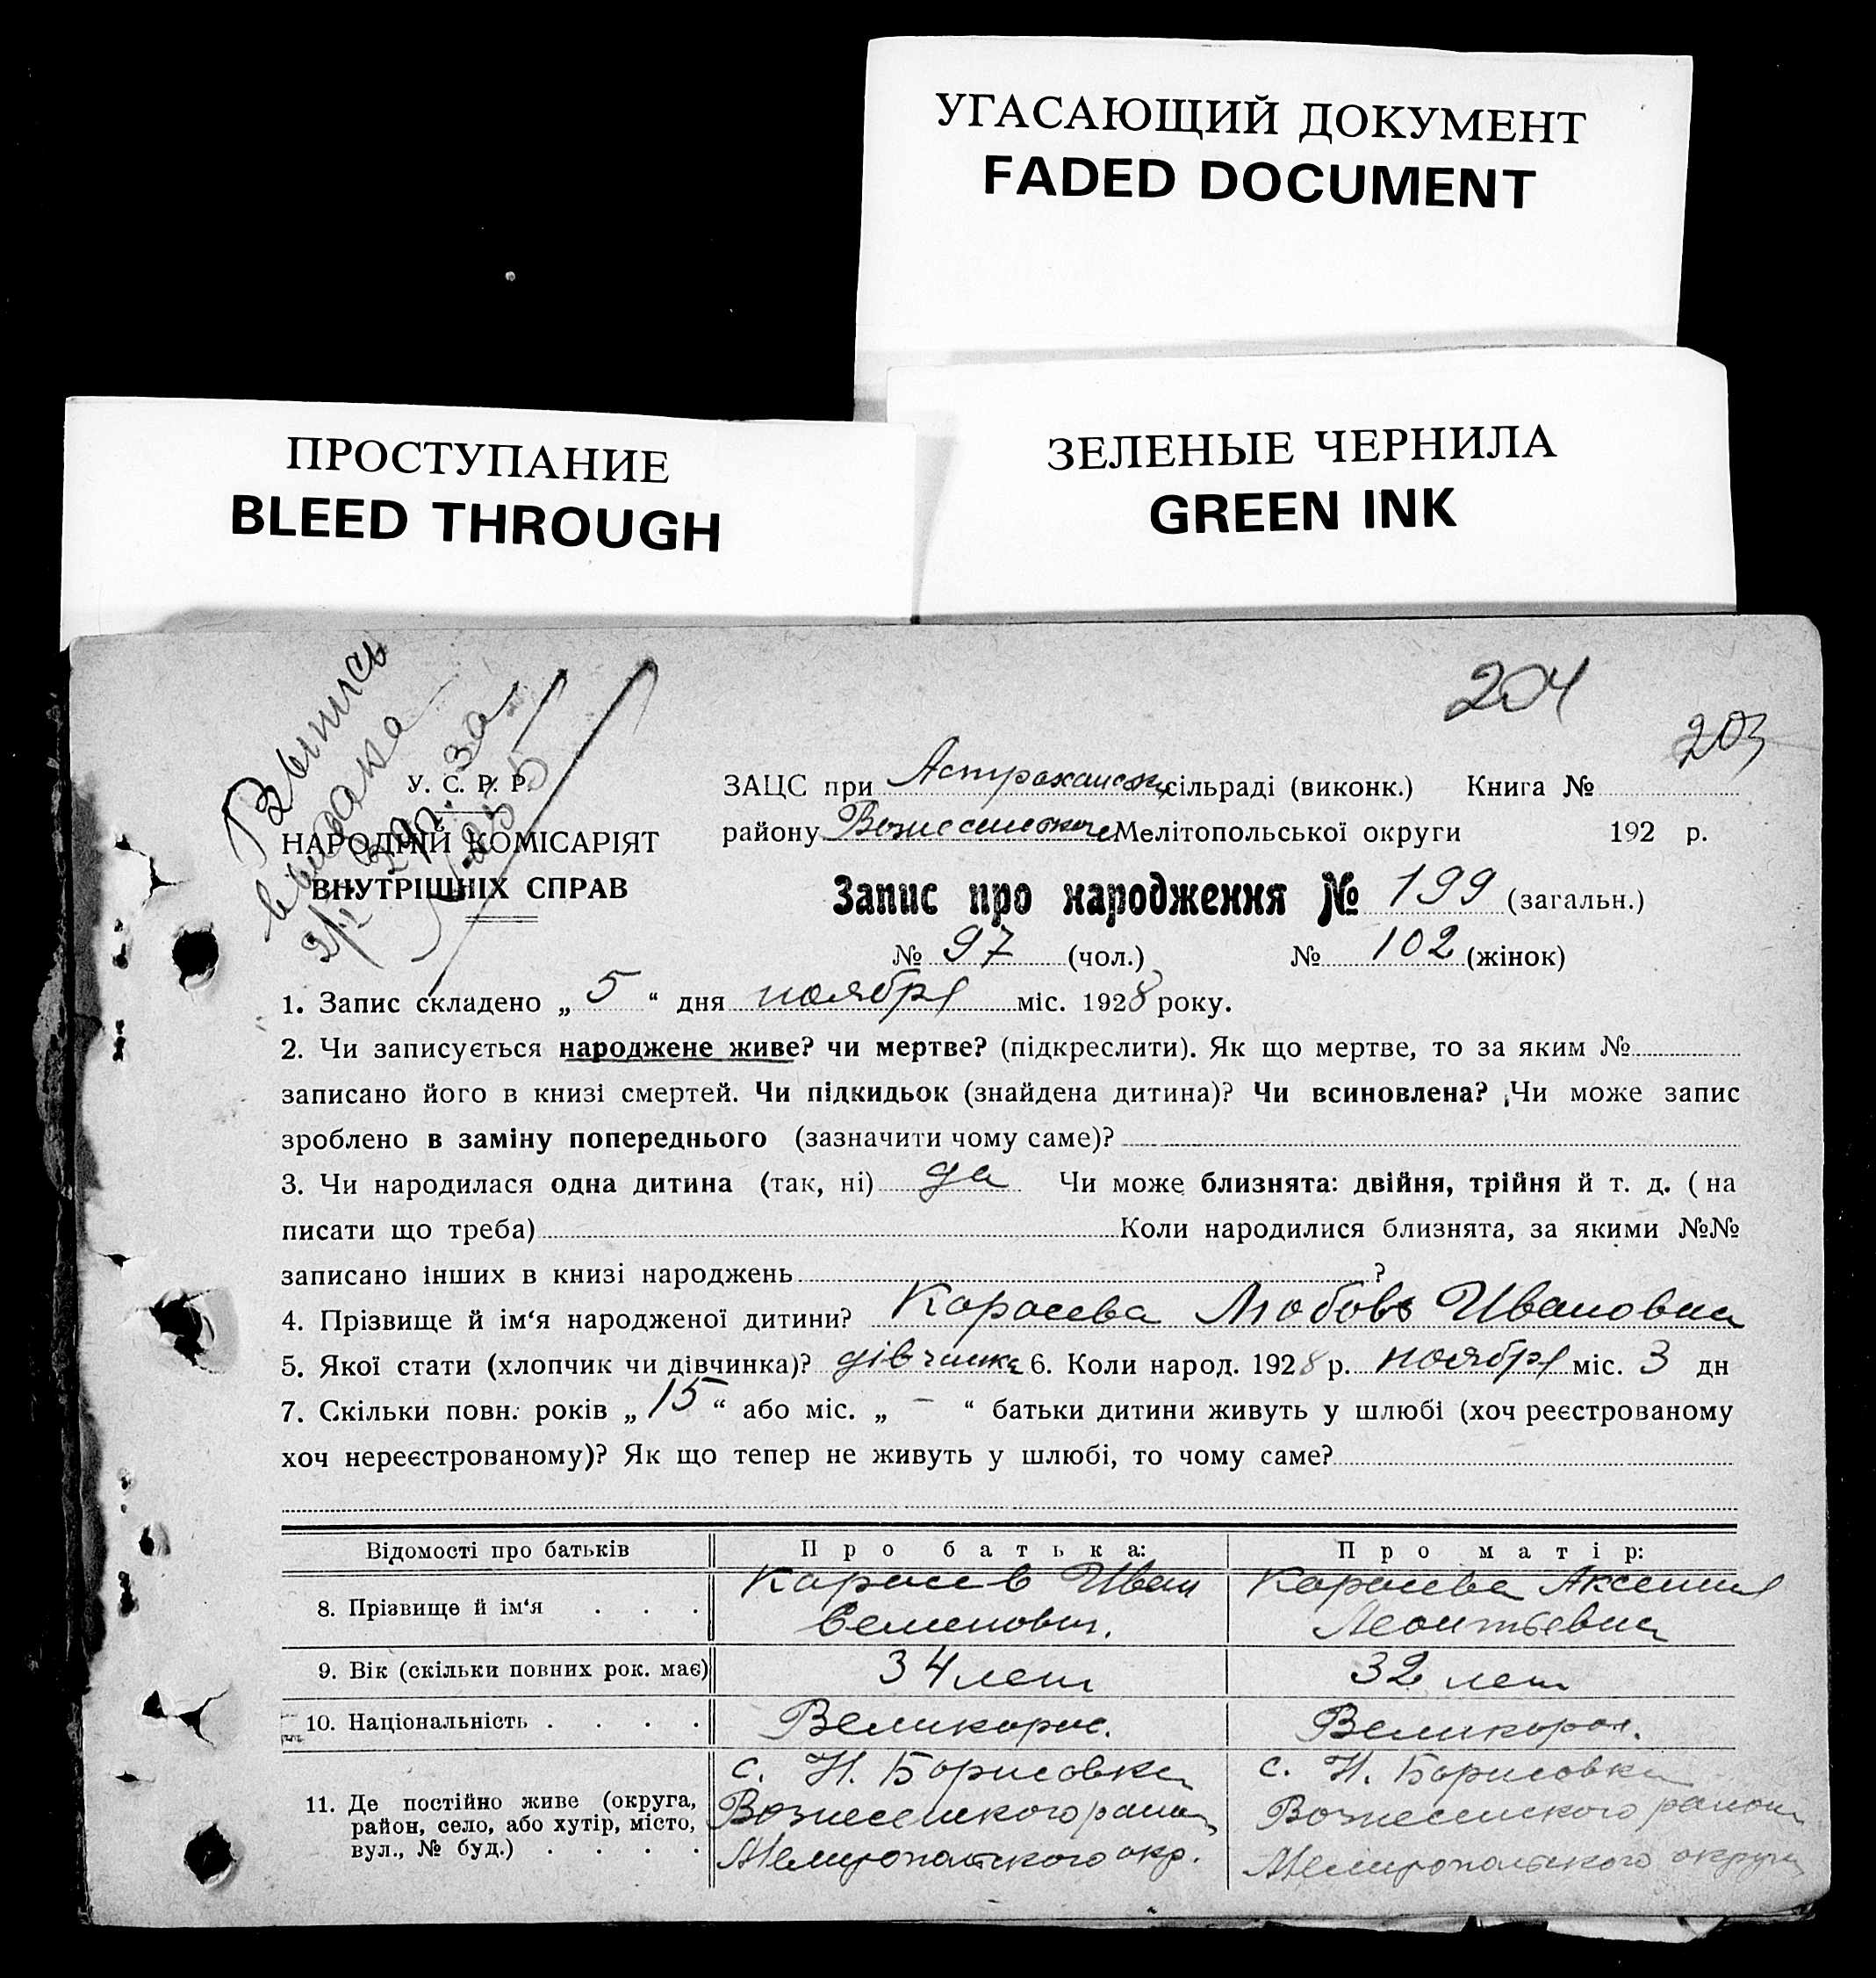 УГАСАЮЩИЙ ДОКУМЕНТ
FADED DOCUMENT
ПРОСТУПАНИЕ
BLEED THROUGH
ЗЕЛЕНЫЕ ЧЕРНИЛА
GREEN INK
204
203
Выпись
выдана
за
У. С. Р. Р.
НАРОДНІЙ КОМІСАРІЯТ
ВНУТРІШНІХ СПРАВ
ЗАЦС при Астраханск. сільраді (виконк.) Книга №
району Вознесенского Мелітопольської округи 192 р.
Запис про народження № 199 (загальн.)
№ 97 (чол.) № 102 (жінок)
1. Запис складено „ 5 “ дня ноября міс. 1928 року.
2. Чи записується народжене живе? чи мертве? (підкреслити). Як що мертве, то за яким №
записано його в книзі смертей. Чи підкидьок (знайдена дитина)? Чи всиновлена? Чи може запис
зроблено в заміну попереднього (зазначити чому саме)?
3. Чи народилася одна дитина (так, ні) да Чи може близнята: двійня, трійня й т. д. ( на
писати що треба) Коли народилися близнята, за якими №№
записано інших в книзі народжень ?
4. Прізвище й ім‘я народженої дитини? Карасева Любовь Ивановна
5. Якої стати (хлопчик чи дівчинка)? дівчинка 6. Коли народ. 1928 р. ноября міс. 3 дн
7. Скільки повн. років „ 15 “ або міс. „ – “ батьки дитини живуть у шлюбі (хоч реєстрованому
хоч нереєстрованому)? Як що тепер не живуть у шлюбі, то чому саме?
Відомості про батьків Про батька: Про матір:
8. Прізвище й ім‘я . . . Карасев Иван Карасева Аксения
Семенович. Леонтьевна
9. Вік (скільки повних рок. має) 34 лет 32 лет
10. Національність . . . . Великорос. Великорос.
с. Н. Борисовка с. Н. Борисовка
11. Де постійно живе (округа, Вознесенского района Вознесенского района
район, село, або хутір, місто,
вул., № буд.) . . . . Мелитопольского окр. Мелитопольского округа